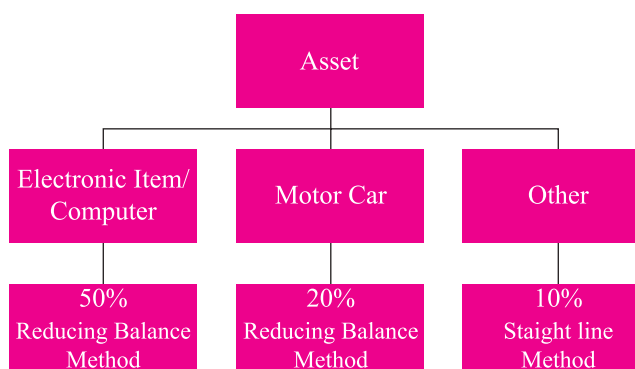 Asset
Electronic Item/
Computer
Motor Car
Other
50%
Reducing Balance
Method
20%
Reducing Balance
Method
10%
Staight line
Method